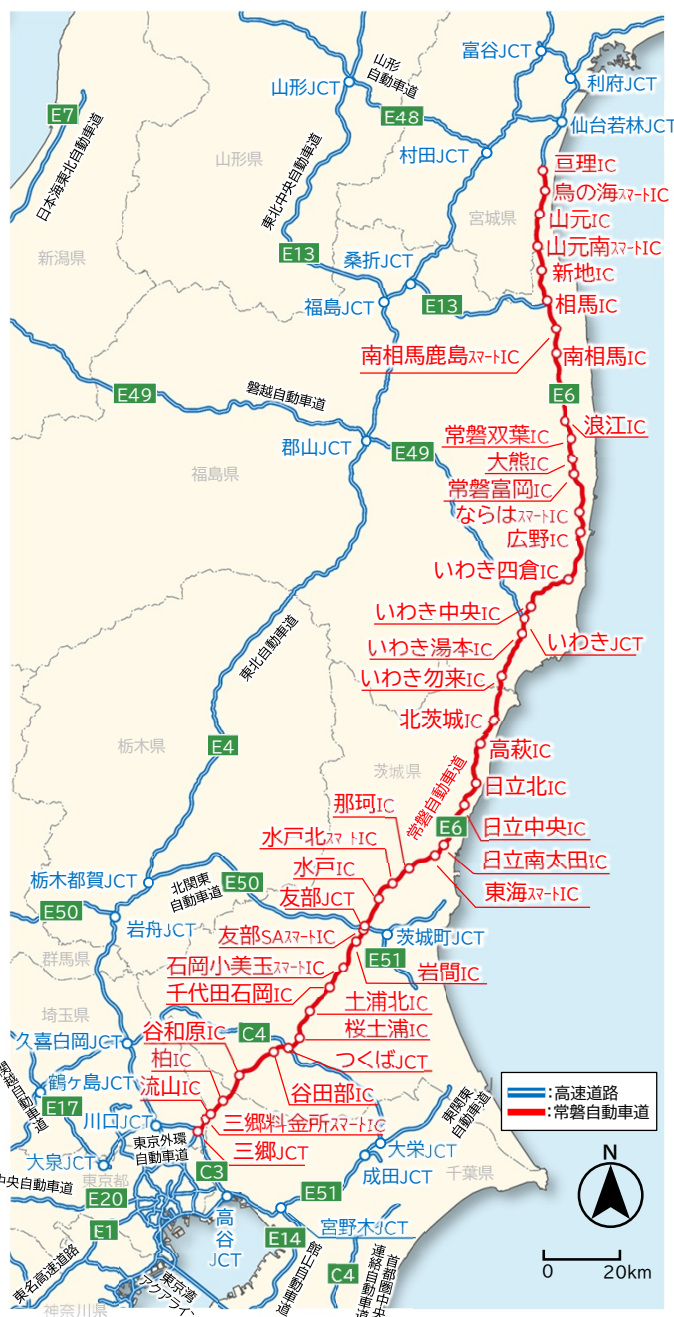 富谷JCT
山形
自動車道
山形JCT
利府JCT
E7
E48
仙台若林JCT
日本海東北自動車道
東北中央自動車道
村田JCT
山形県
亘理IC
鳥の海スマートIC
宮城県
山元IC
E13
山元南スマートIC
新潟県
桑折JCT
新地IC
福島JCT
E13
相馬IC
南相馬鹿島スマートIC
南相馬IC
E49
磐越自動車道
E6
浪江IC
郡山JCT
E49
常磐双葉IC
大熊IC
福島県
常磐富岡IC
ならはスマートIC
広野IC
いわき四倉IC
いわき中央IC
東北自動車道
いわき湯本IC
いわきJCT
いわき勿来IC
北茨城IC
栃木県
E4
高萩IC
茨城県
常磐自動車道
日立北IC
那珂IC
E6
日立中央IC
水戸北スマートIC
日立南太田IC
水戸IC
東海スマートIC
栃木都賀JCT
北関東
自動車道
E50
友部JCT
E50
岩舟JCT
友部SAスマートIC
茨城町JCT
群馬県
E51
石岡小美玉スマートIC
岩間IC
千代田石岡IC
埼玉県
土浦北IC
谷和原IC
C4
桜土浦IC
久喜白岡JCT
柏IC
つくばJCT
鶴ヶ島JCT
流山IC
谷田部IC
関越自動車道
E17
川口JCT
三郷料金所スマートIC
東関東
自動車道
:高速道路
:常磐自動車道
東京外環
自動車道
三郷JCT
大栄JCT
大泉JCT
C3
成田JCT
千葉県
N
東京都
中央自動車道
E20
E51
高谷
JCT
宮野木JCT
E1
E14
東名高速道路
東京湾
アクアライン
館山自動車道
C4
首都圏中央
連絡自動車道
0 20km
神奈川県